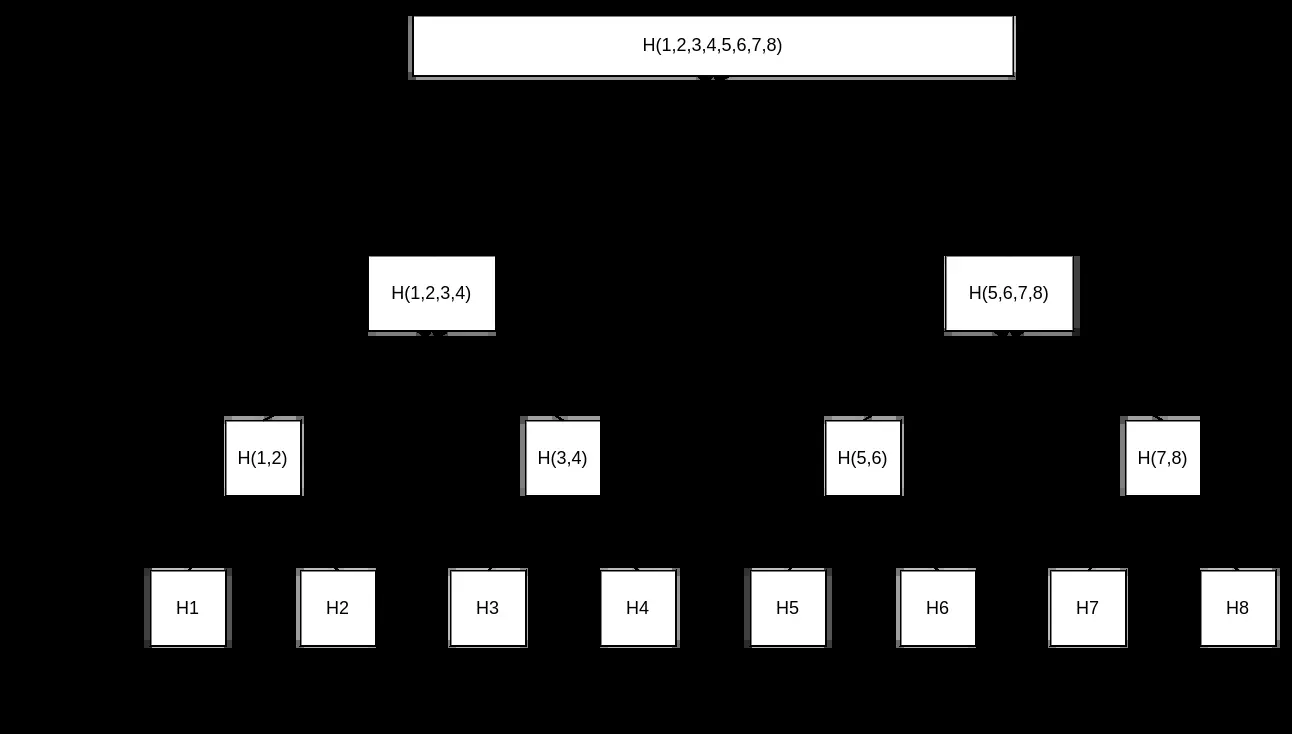 H(1,2,3,4,5,6,7,8)
H(1,2,3,4)
H(5,6,7,8)
H(1,2)
H(3,4)
H(5,6)
H(7,8)
H1
H2
H3
H4
H5
H6
H7
H8